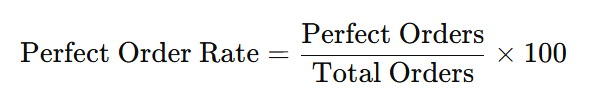 Perfect Order Rate = Perfect Orders / Total Orders × 100